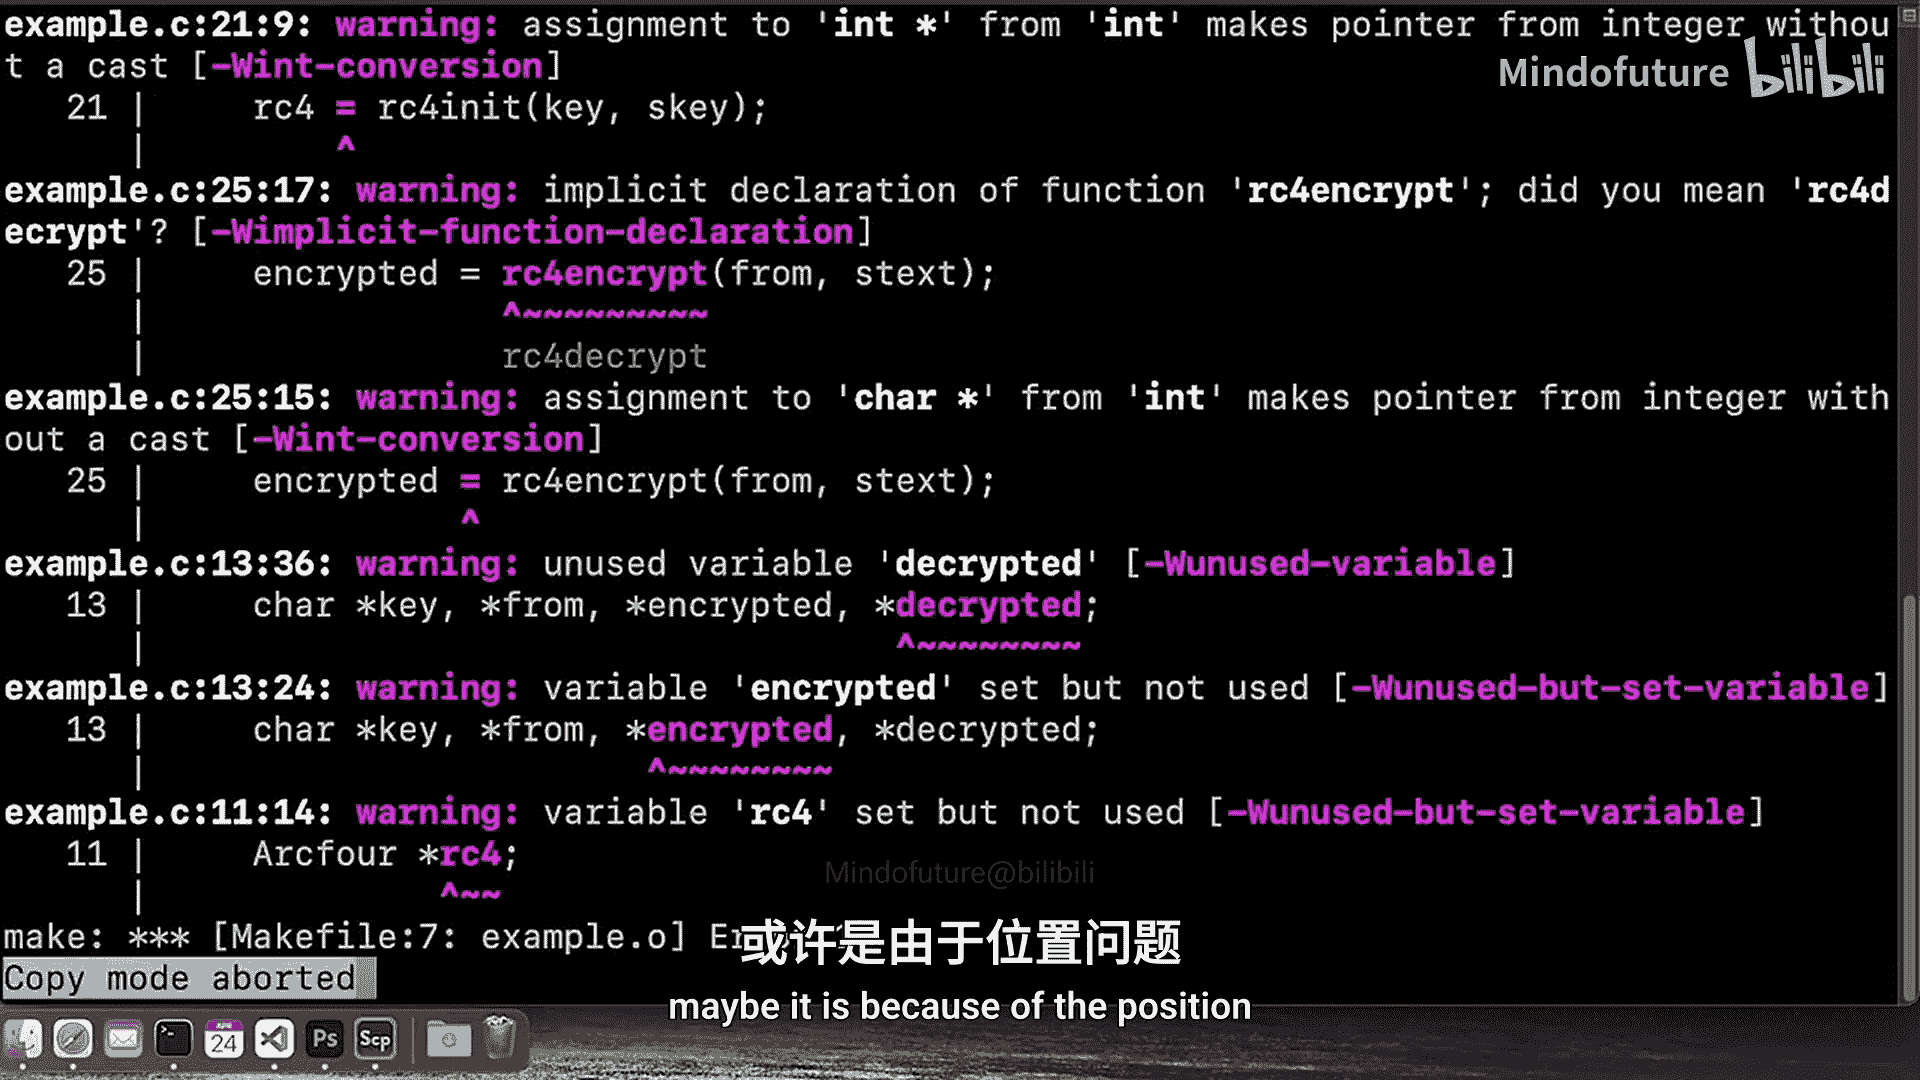 example.c:21:9: warning: assignment to 'int *' from 'int' makes pointer from integer withou
t a cast [-Wint-conversion]
Mindofuture bilibili
21 | rc4 = rc4init(key, skey);
| ^
example.c:25:17: warning: implicit declaration of function 'rc4encrypt'; did you mean 'rc4d
ecrypt'? [-Wimplicit-function-declaration]
25 | encrypted = rc4encrypt(from, stext);
| ^~~~~~~~~~
| rc4decrypt
example.c:25:15: warning: assignment to 'char *' from 'int' makes pointer from integer with
out a cast [-Wint-conversion]
25 | encrypted = rc4encrypt(from, stext);
| ^
example.c:13:36: warning: unused variable 'decrypted' [-Wunused-variable]
13 | char *key, *from, *encrypted, *decrypted;
| ^~~~~~~~~
example.c:13:24: warning: variable 'encrypted' set but not used [-Wunused-but-set-variable]
13 | char *key, *from, *encrypted, *decrypted;
| ^~~~~~~~~
example.c:11:14: warning: variable 'rc4' set but not used [-Wunused-but-set-variable]
11 | Arcfour *rc4;
Mindofuture@bilibili
| ^~~
make: *** [Makefile:7: example.o]
或许是由于位置问题
Copy mode aborted
maybe it is because of the position
APR
24
Ps
Scp